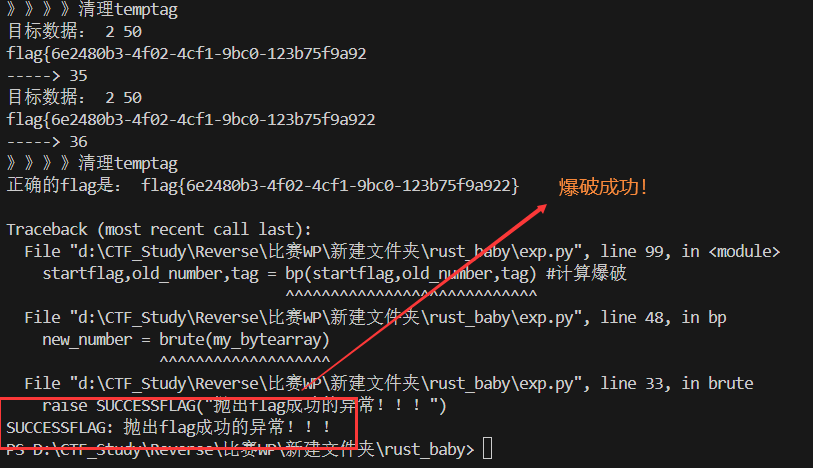 》》》》清理temptag
目标数据： 2 50
flag{6e2480b3-4f02-4cf1-9bc0-123b75f9a92
-----> 35
目标数据： 2 50
flag{6e2480b3-4f02-4cf1-9bc0-123b75f9a922
-----> 36
》》》》清理temptag
正确的flag是： flag{6e2480b3-4f02-4cf1-9bc0-123b75f9a922} 爆破成功！
Traceback (most recent call last):
  File "d:\CTF_Study\Reverse\比赛WP\新建文件夹\rust_baby\exp.py", line 99, in <module>
    startflag,old_number,tag = bp(startflag,old_number,tag) #计算爆破
                               ^^^^^^^^^^^^^^^^^^^^^^^^^^^^
  File "d:\CTF_Study\Reverse\比赛WP\新建文件夹\rust_baby\exp.py", line 48, in bp
    new_number = brute(my_bytearray)
                 ^^^^^^^^^^^^^^^^^^^
  File "d:\CTF_Study\Reverse\比赛WP\新建文件夹\rust_baby\exp.py", line 33, in brute
    raise SUCCESSFLAG("抛出flag成功的异常！！！")
SUCCESSFLAG: 抛出flag成功的异常！！！
PS D:\CTF_Study\Reverse\比赛WP\新建文件夹\rust_baby>